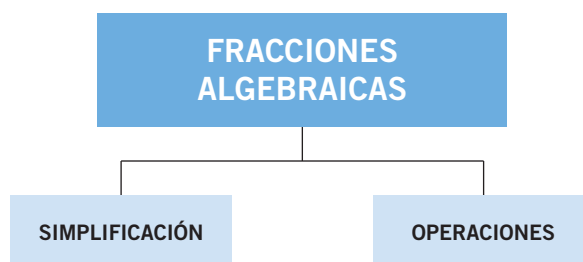 FRACCIONES
ALGEBRAICAS
SIMPLIFICACIÓN
OPERACIONES